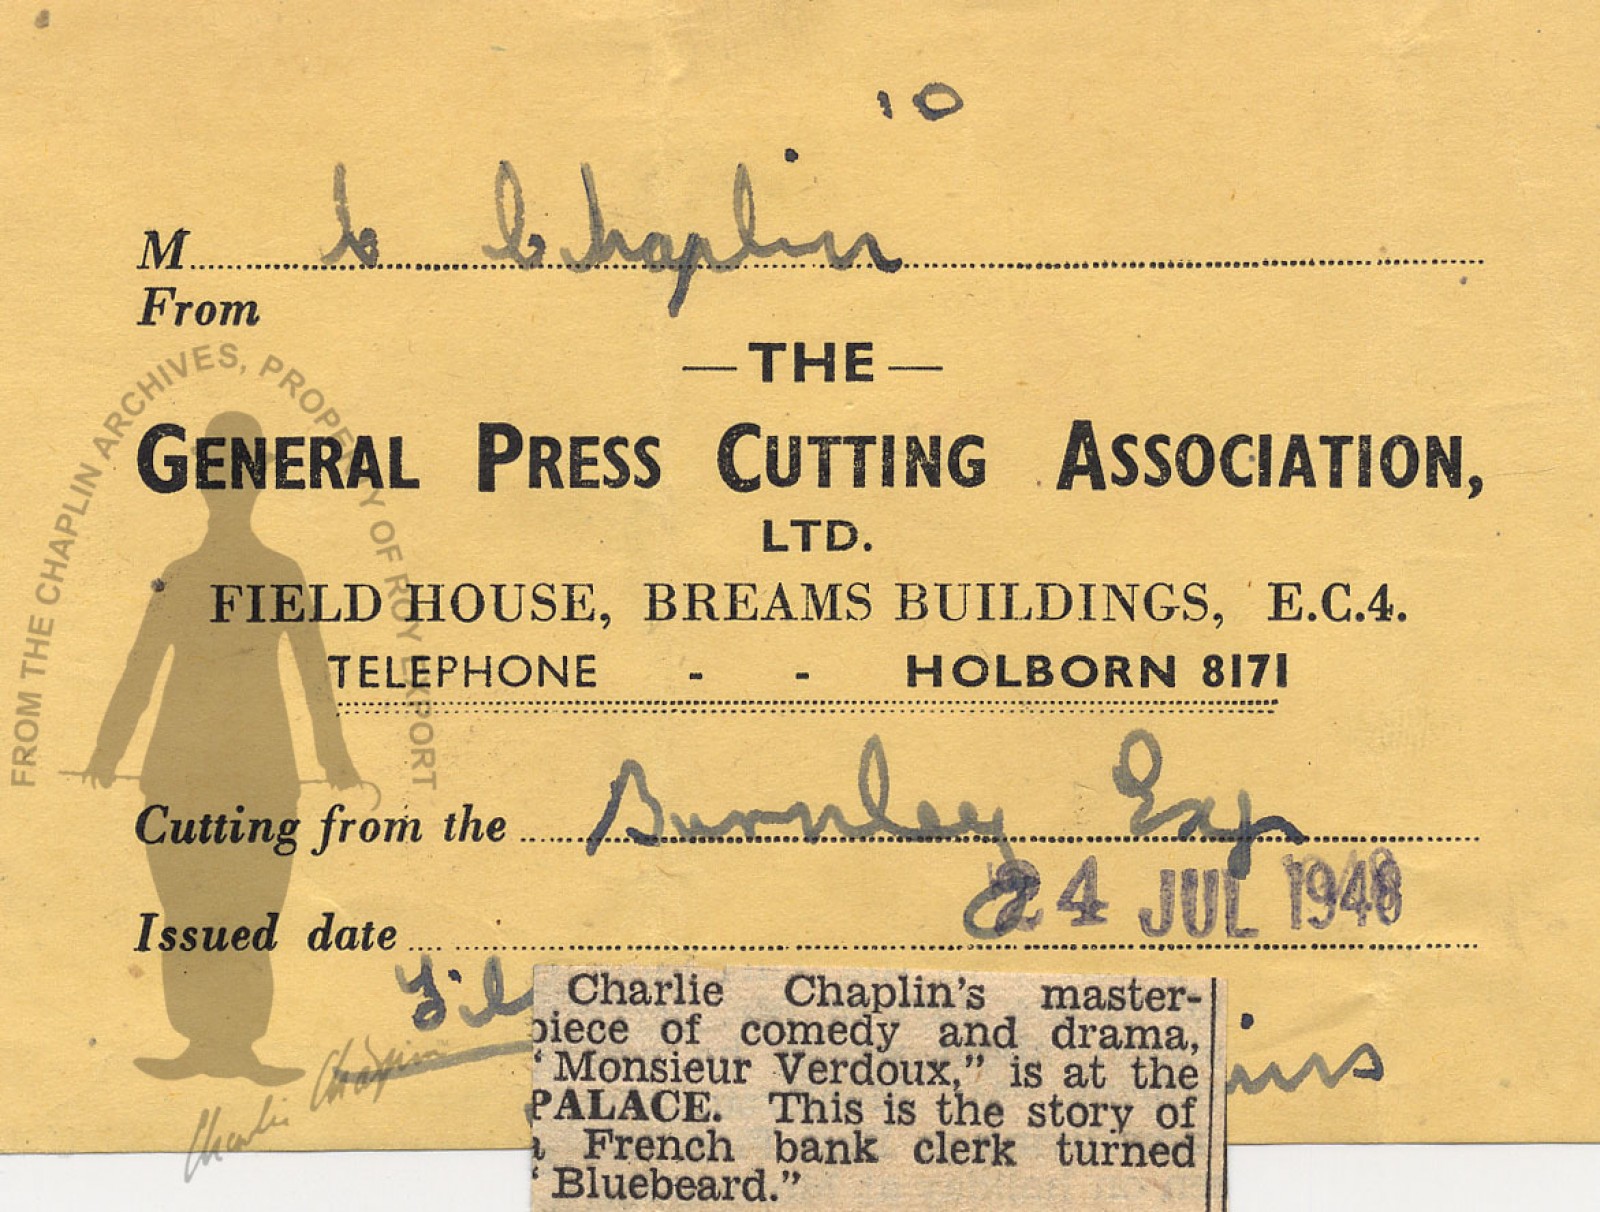 10
M C Chaplin
From
— THE —
GENERAL PRESS CUTTING ASSOCIATION,
LTD.
FIELD HOUSE, BREAMS BUILDINGS, E.C.4.
TELEPHONE - - HOLBORN 8171
Cutting from the Burnley Exp
Issued date 24 JUL 1948
Charlie Chaplin's master-
piece of comedy and drama,
"Monsieur Verdoux," is at the
PALACE. This is the story of
a French bank clerk turned
"Bluebeard."
FROM THE CHAPLIN ARCHIVES, PROPERTY OF ROY EXPORT
Charlie Chaplin